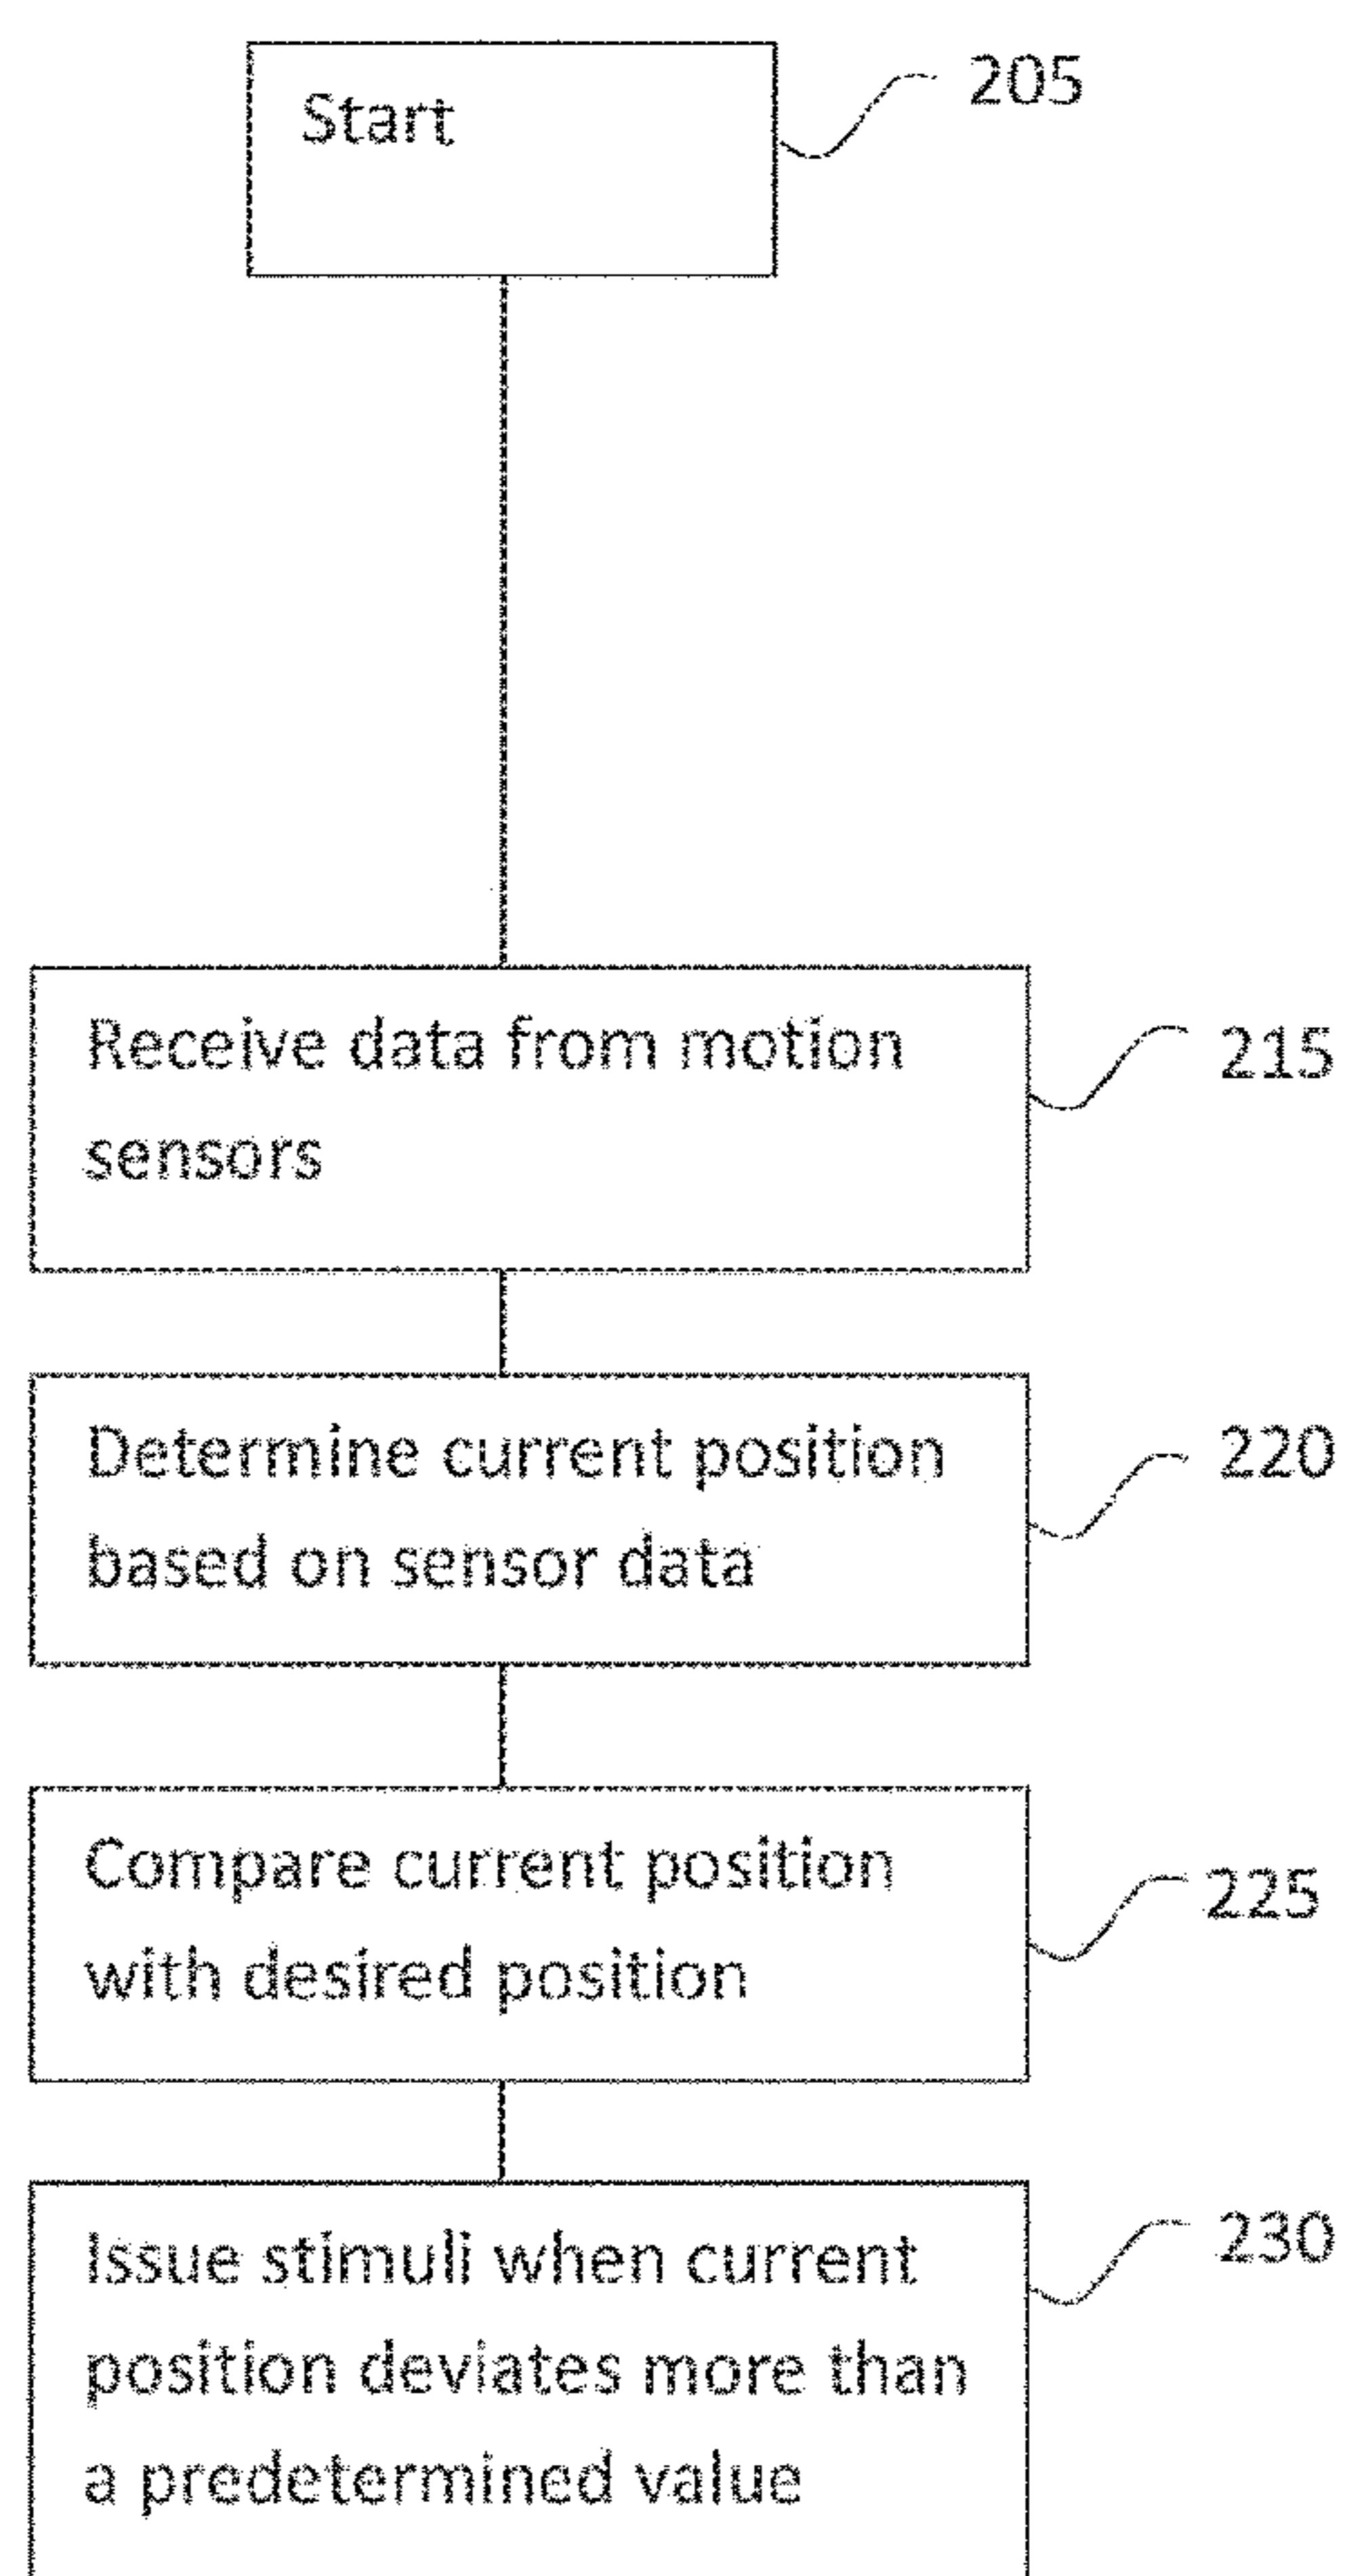 Start
205
Receive data from motion
sensors
215
Determine current position
based on sensor data
220
Compare current position
with desired position
225
Issue stimuli when current
position deviates more than
a predetermined value
230